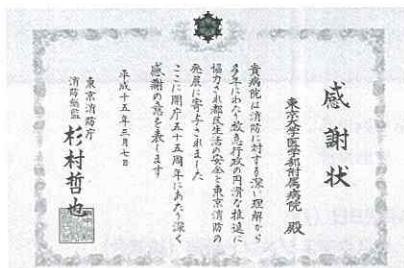 感謝状
東京大学医学部附属病院 殿
貴病院は消防に対する深い理解から
多年にわたり救急行政の円滑な推進に
協力され都民生活の安全と東京消防の
発展に寄与されました
ここに開庁五十五周年にあたり深く
感謝の意を表します
平成十五年三月七日
東京消防庁
消防総監 杉村哲也